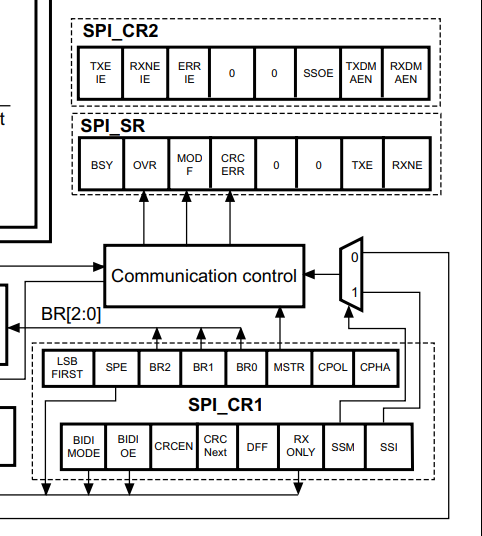 SPI_CR2
TXE IE
RXNE IE
ERR IE
0
0
SSOE
TXDM AEN
RXDM AEN
t
SPI_SR
BSY
OVR
MOD F
CRC ERR
0
0
TXE
RXNE
0
Communication control
1
BR[2:0]
LSB FIRST
SPE
BR2
BR1
BR0
MSTR
CPOL
CPHA
SPI_CR1
BIDI MODE
BIDI OE
CRCEN
CRC Next
DFF
RX ONLY
SSM
SSI